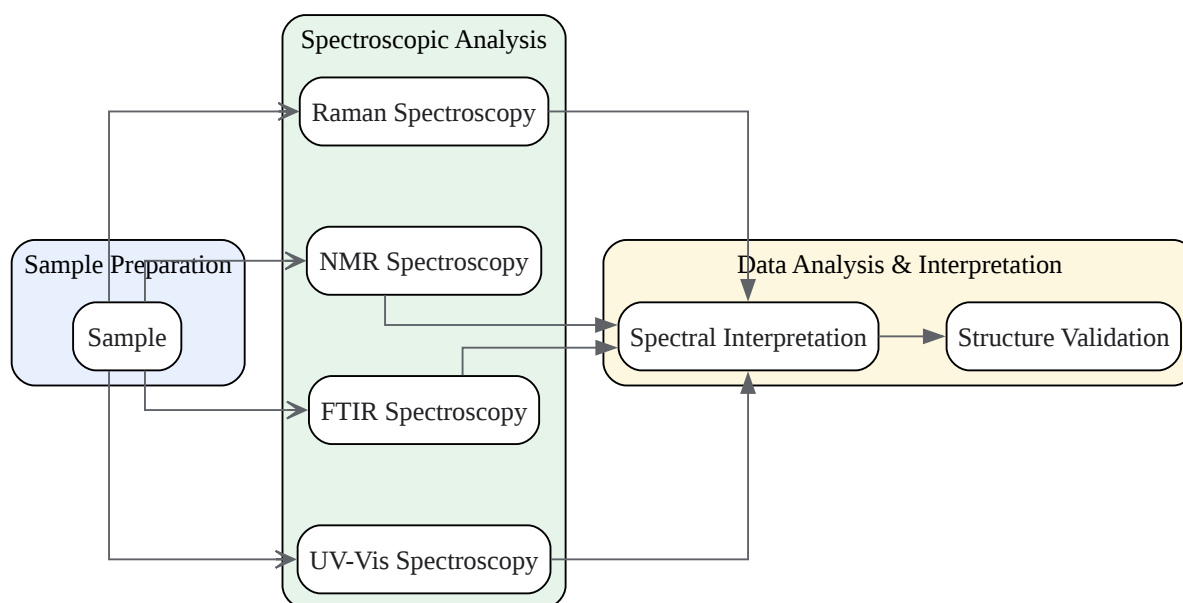 Spectroscopic Analysis
Raman Spectroscopy
NMR Spectroscopy
FTIR Spectroscopy
UV-Vis Spectroscopy
Sample Preparation
Sample
Data Analysis & Interpretation
Spectral Interpretation
Structure Validation